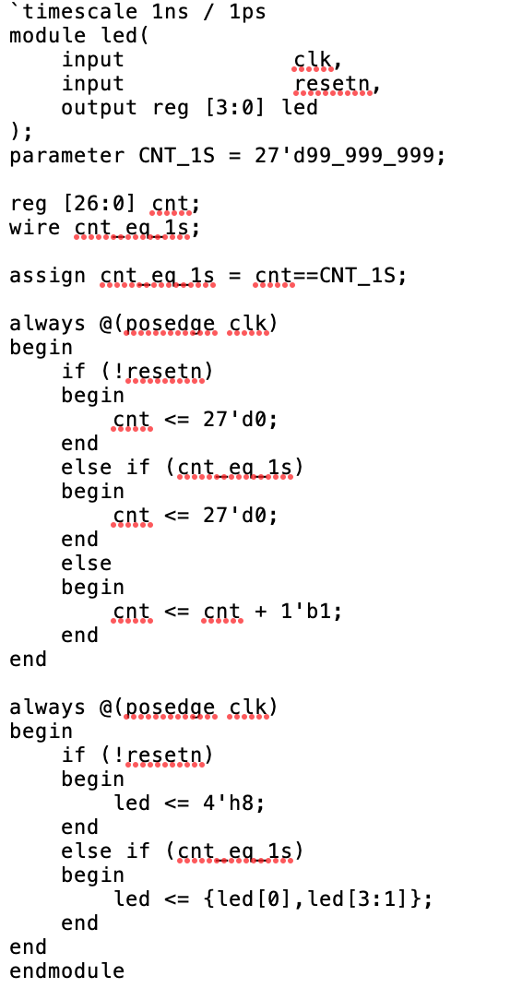 `timescale 1ns / 1ps
module led(
    input             clk,
    input             resetn,
    output reg [3:0] led
);
parameter CNT_1S = 27'd99_999_999;

reg [26:0] cnt;
wire cnt_eq_1s;

assign cnt_eq_1s = cnt==CNT_1S;

always @(posedge clk)
begin
    if (!resetn)
    begin
        cnt <= 27'd0;
    end
    else if (cnt_eq_1s)
    begin
        cnt <= 27'd0;
    end
    else
    begin
        cnt <= cnt + 1'b1;
    end
end

always @(posedge clk)
begin
    if (!resetn)
    begin
        led <= 4'h8;
    end
    else if (cnt_eq_1s)
    begin
        led <= {led[0],led[3:1]};
    end
end
endmodule